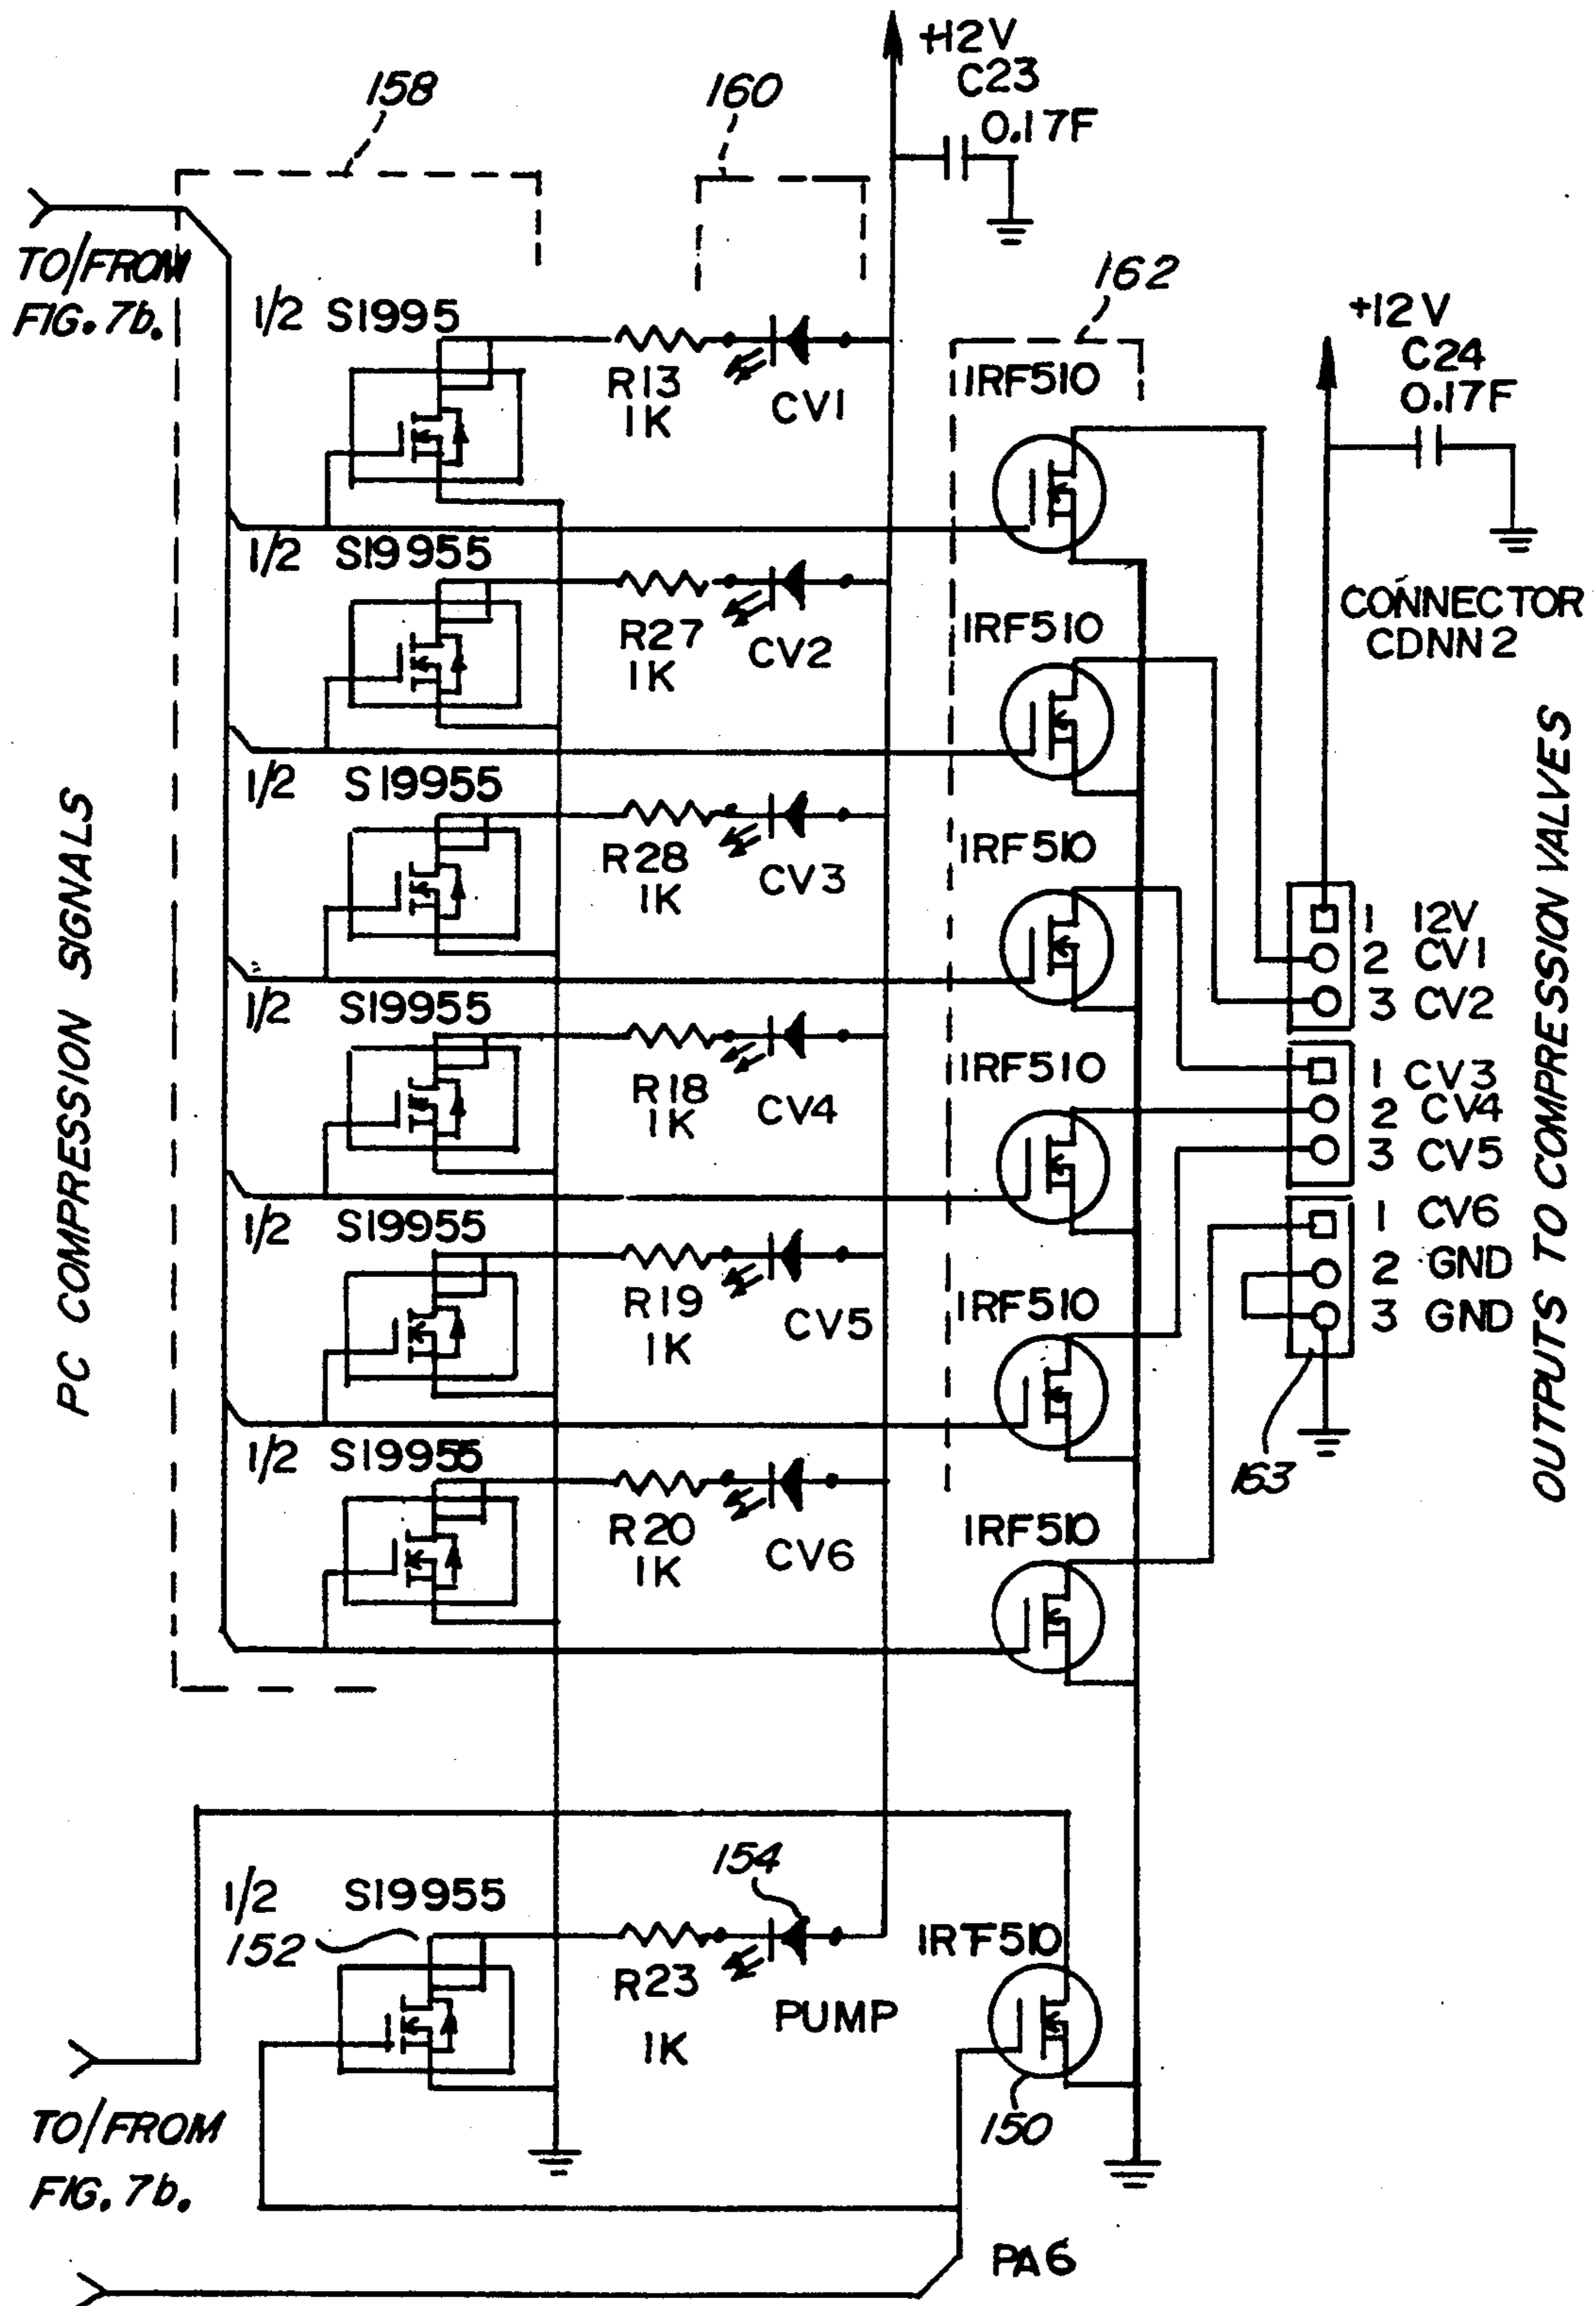 +12V
C23
0.17F
158
160
TO/FROM
FIG. 7b.
162
1/2 S1995
R13
1K
CV1
IRF510
+12V
C24
0.17F
1/2 S19955
R27
1K
CV2
IRF510
CONNECTOR
CDNN2
1/2 S19955
R28
1K
CV3
IRF510
1 12V
2 CV1
3 CV2
1/2 S19955
R18
1K
CV4
IRF510
1 CV3
2 CV4
3 CV5
1/2 S19955
R19
1K
CV5
IRF510
1 CV6
2 GND
3 GND
163
1/2 S19955
R20
1K
CV6
IRF510
PC COMPRESSION SIGNALS
OUTPUTS TO COMPRESSION VALVES
1/2 S19955
152
154
R23
1K
PUMP
IRF510
150
TO/FROM
FIG. 7b.
PA6